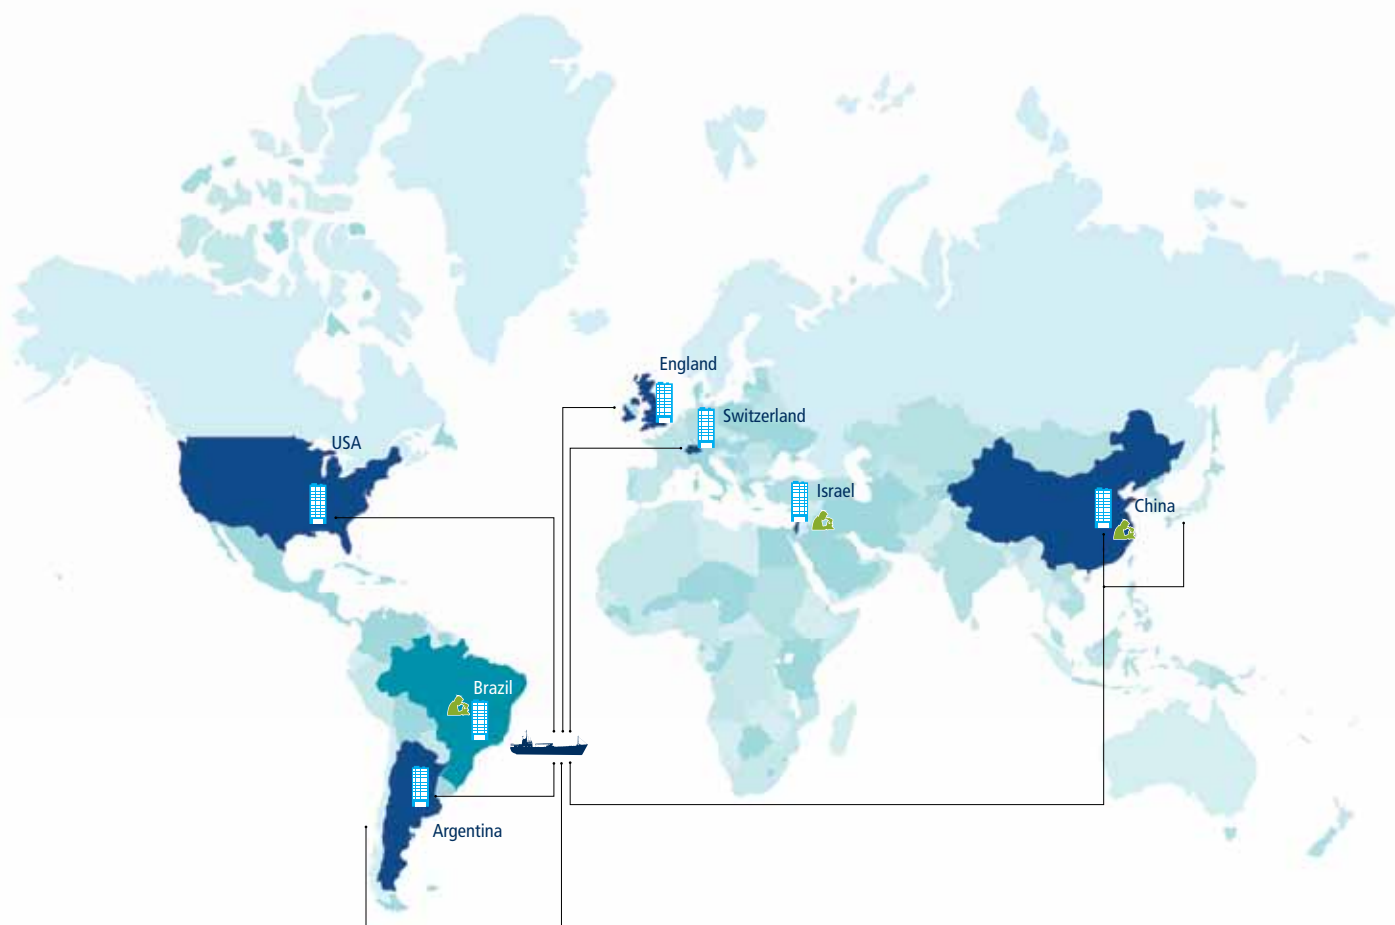 England
Switzerland
USA
Israel
China
Brazil
Argentina